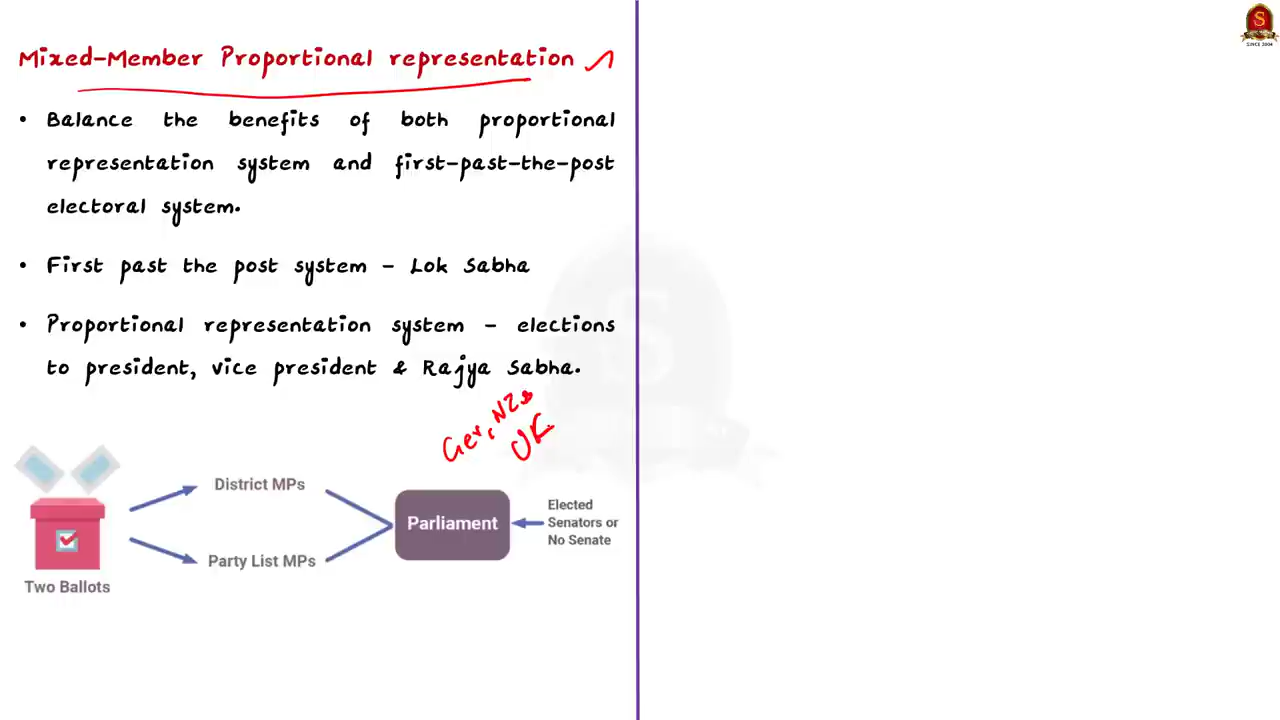 S
SINCE 2004
Mixed-Member Proportional representation
• Balance the benefits of both proportional
representation system and first-past-the-post
electoral system.
• First past the post system - Lok Sabha
• Proportional representation system - elections
to president, vice president & Rajya Sabha.
Ger, NZ &
UK
District MPs
Party List MPs
Two Ballots
Parliament
Elected
Senators or
No Senate